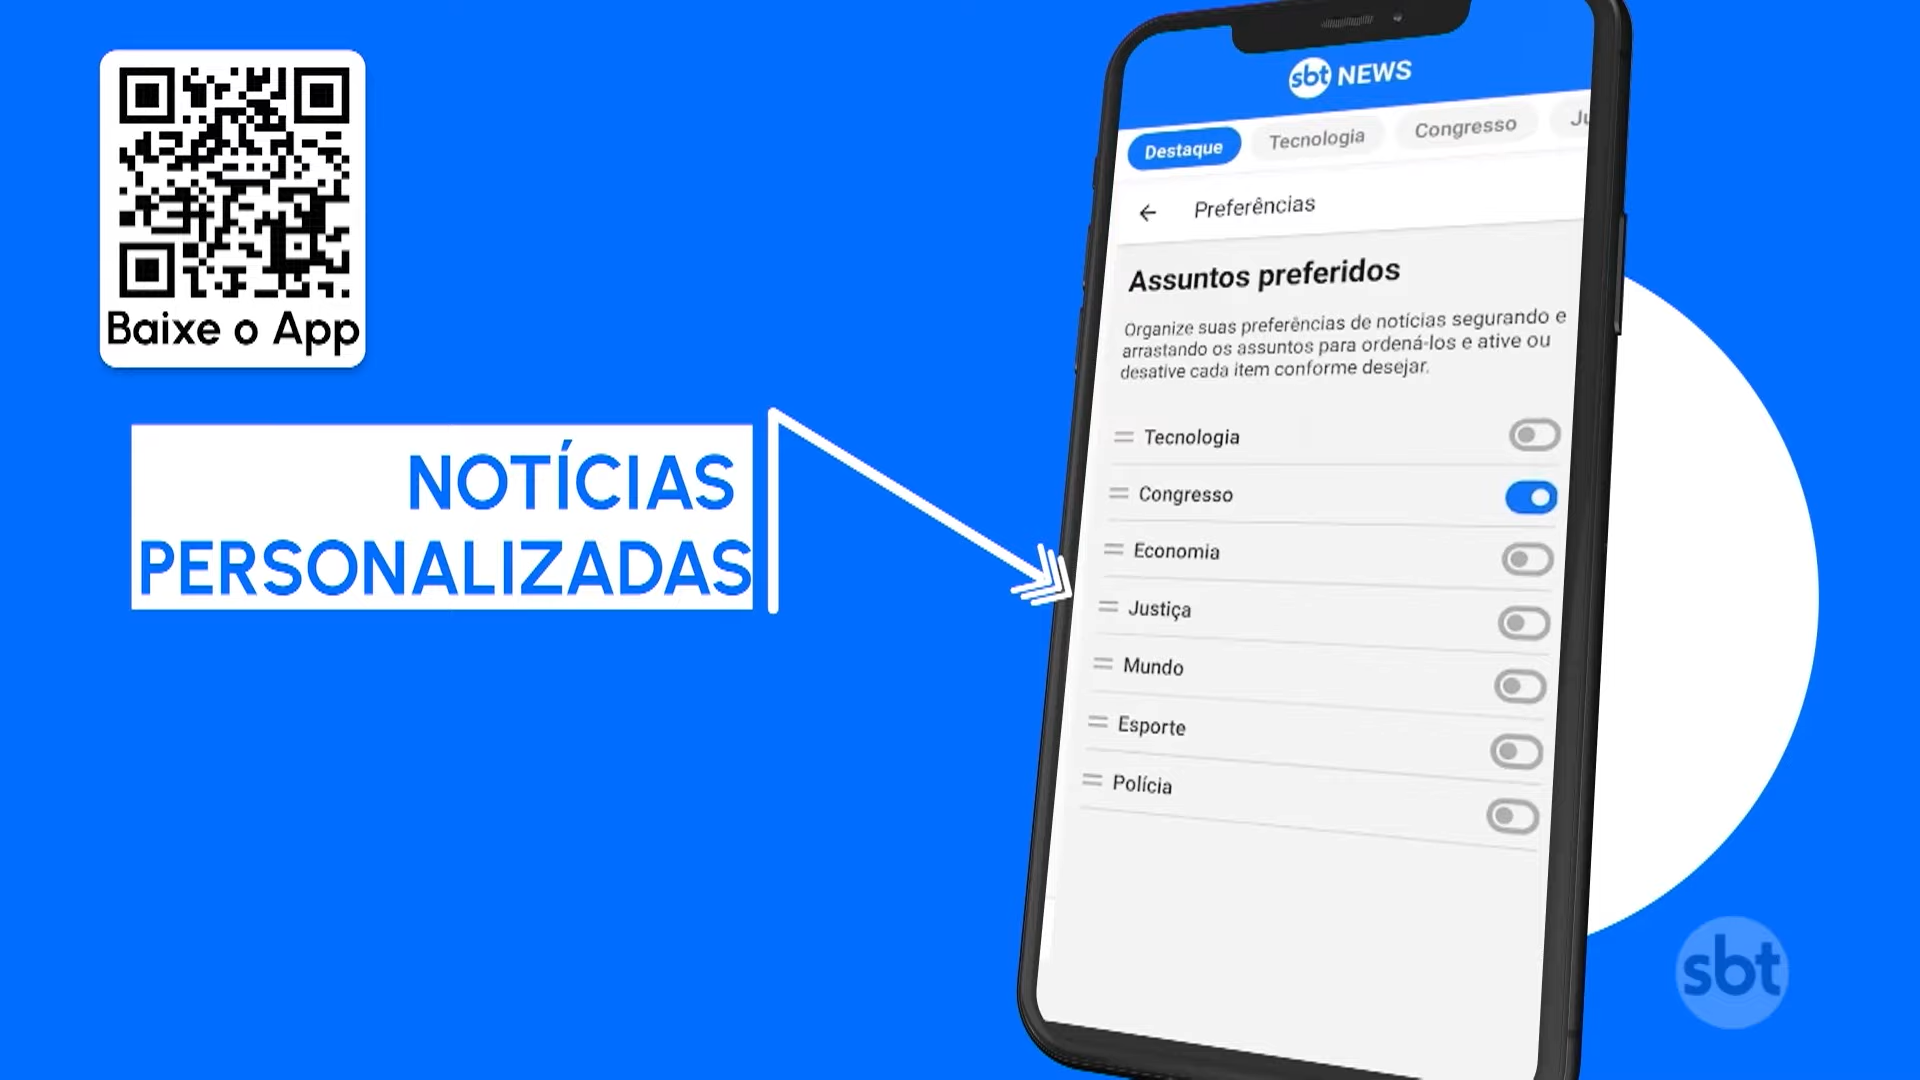 Baixe o App
NOTÍCIAS
PERSONALIZADAS
sbt NEWS
Destaque Tecnologia Congresso Ju
Preferências
Assuntos preferidos
Organize suas preferências de notícias segurando e
arrastando os assuntos para ordená-los e ative ou
desative cada item conforme desejar.
Tecnologia
Congresso
Economia
Justiça
Mundo
Esporte
Polícia
sbt